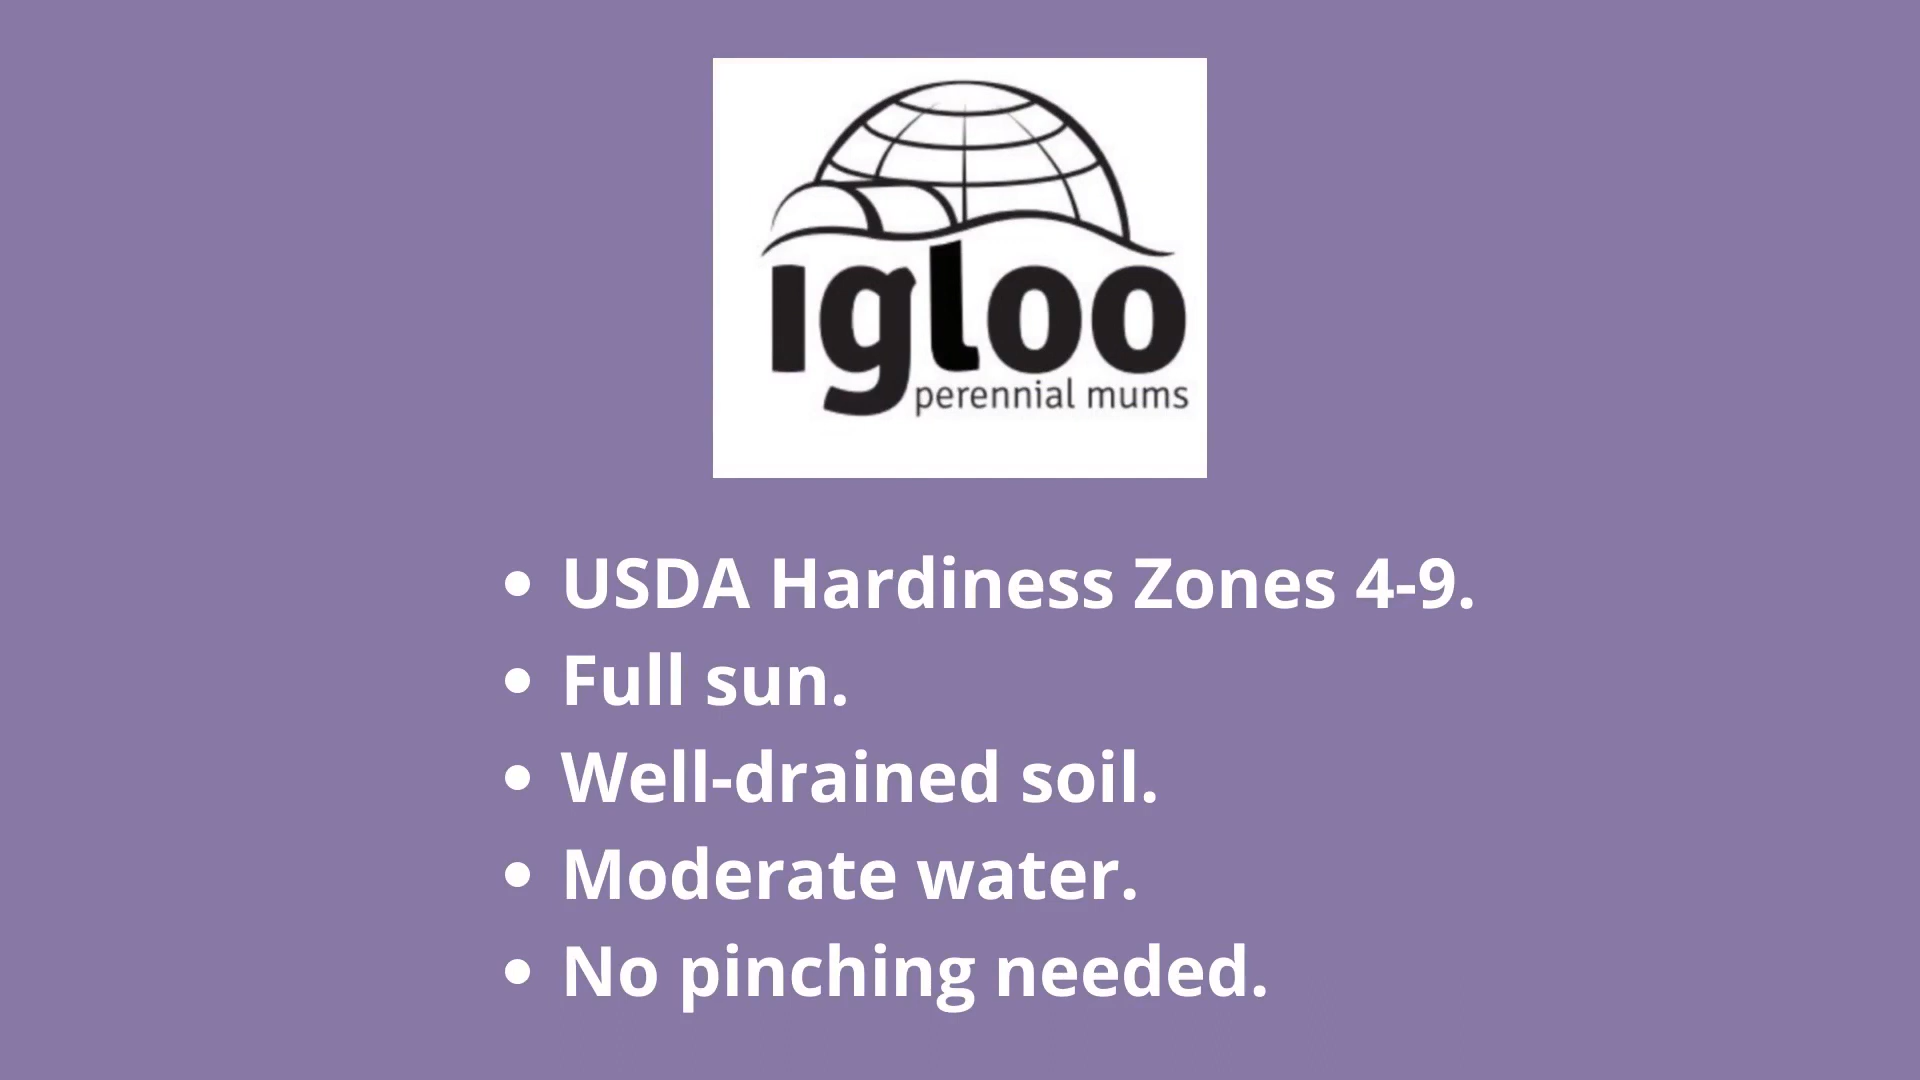 igloo
perennial mums
• USDA Hardiness Zones 4-9.
• Full sun.
• Well-drained soil.
• Moderate water.
• No pinching needed.